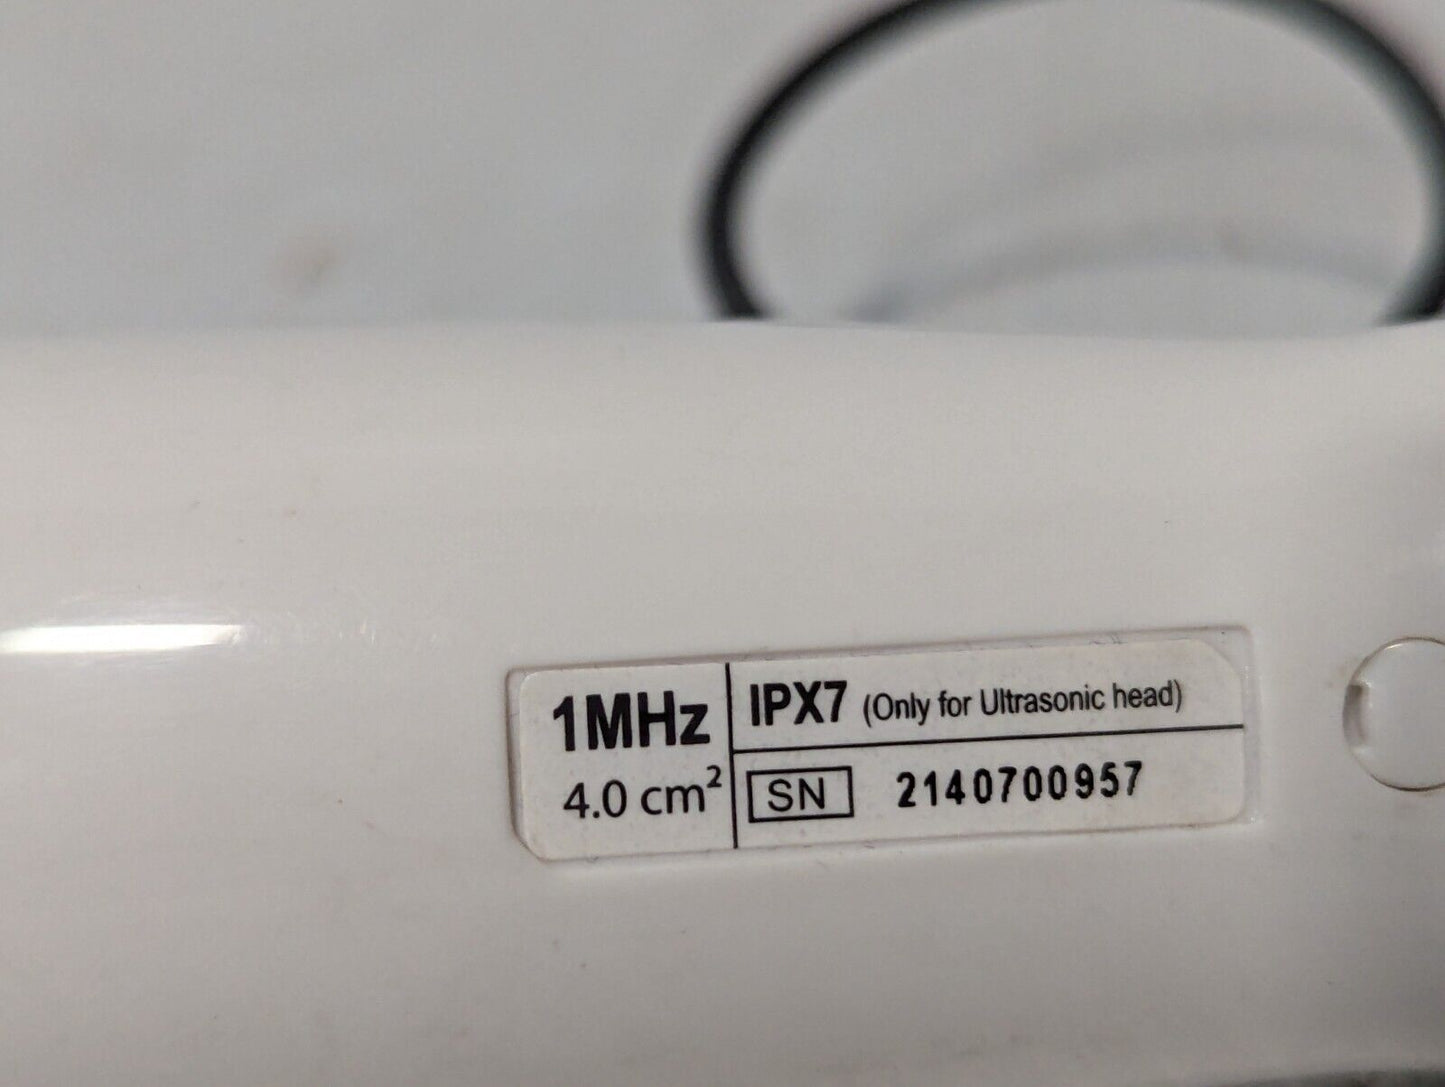 1MHz
4.0 cm²
IPX7 (Only for Ultrasonic head)
SN 2140700957